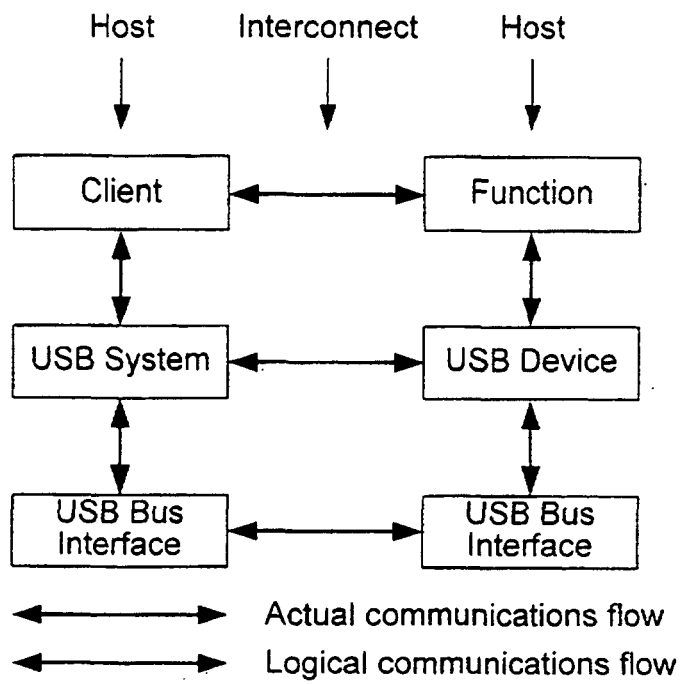 Host Interconnect Host
Client Function
USB System USB Device
USB Bus Interface USB Bus Interface
Actual communications flow
Logical communications flow